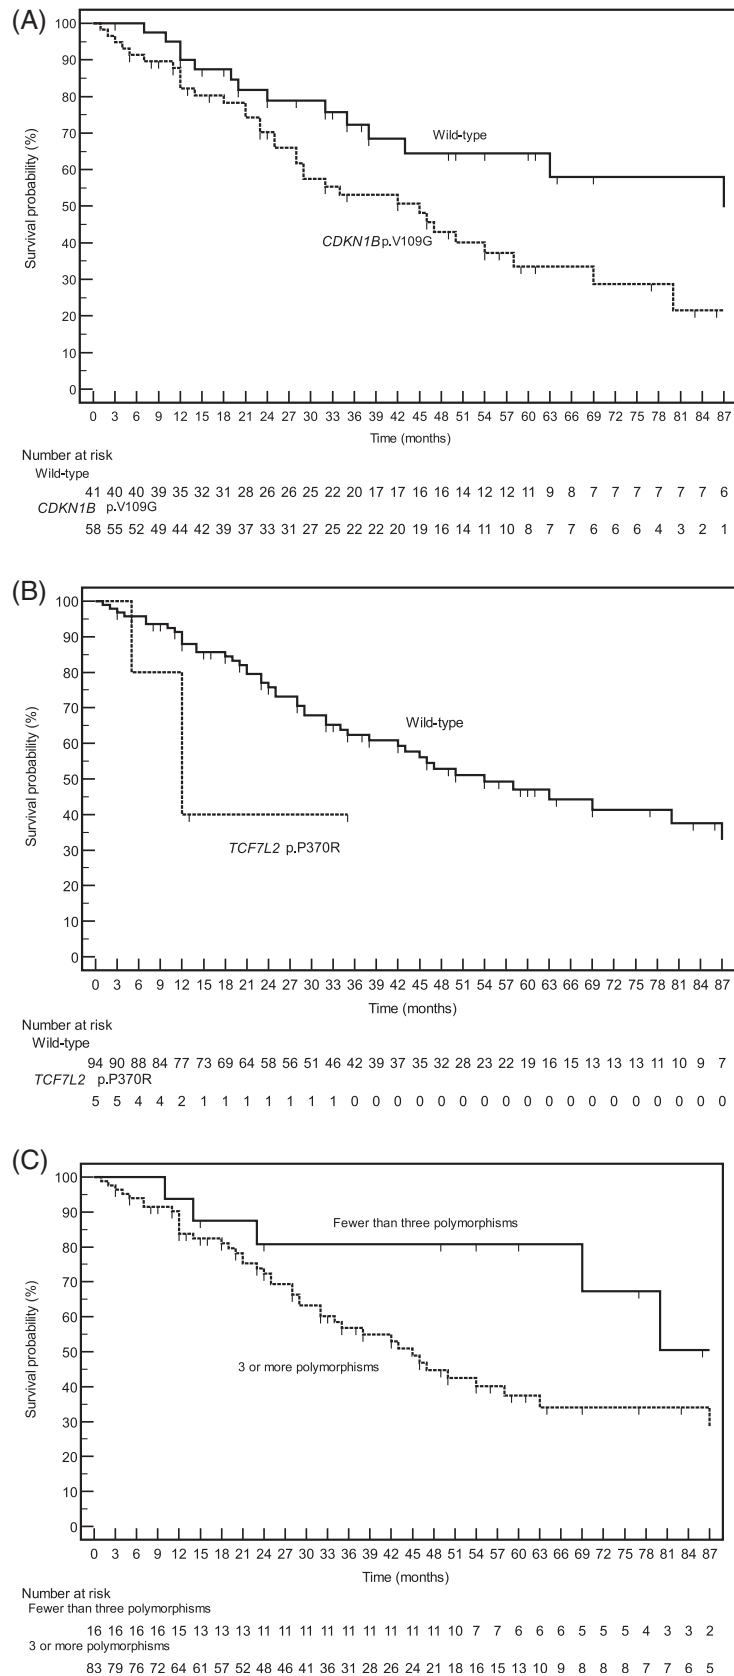 (A)
100
90
80
70
60
50
40
30
20
10
0
Survival probability (%)
Wild-type
CDKN1B p.V109G
0 3 6 9 12 15 18 21 24 27 30 33 36 39 42 45 48 51 54 57 60 63 66 69 72 75 78 81 84 87
Time (months)
Number at risk
Wild-type
41 40 40 39 35 32 31 28 26 26 25 22 20 17 17 16 16 14 12 12 11 9 8 7 7 7 7 7 7 6
CDKN1B p.V109G
58 55 52 49 44 42 39 37 33 31 27 25 22 22 20 19 16 14 11 10 8 7 7 6 6 6 4 3 2 1
(B)
100
90
80
70
60
50
40
30
20
10
0
Survival probability (%)
Wild-type
TCF7L2 p.P370R
0 3 6 9 12 15 18 21 24 27 30 33 36 39 42 45 48 51 54 57 60 63 66 69 72 75 78 81 84 87
Time (months)
Number at risk
Wild-type
94 90 88 84 77 73 69 64 58 56 51 46 42 39 37 35 32 28 23 22 19 16 15 13 13 13 11 10 9 7
TCF7L2 p.P370R
5 5 4 4 2 1 1 1 1 1 1 1 0 0 0 0 0 0 0 0 0 0 0 0 0 0 0 0 0 0
(C)
100
90
80
70
60
50
40
30
20
10
0
Survival probability (%)
Fewer than three polymorphisms
3 or more polymorphisms
0 3 6 9 12 15 18 21 24 27 30 33 36 39 42 45 48 51 54 57 60 63 66 69 72 75 78 81 84 87
Time (months)
Number at risk
Fewer than three polymorphisms
16 16 16 16 15 13 13 13 11 11 11 11 11 11 11 11 11 10 7 7 6 6 6 5 5 5 4 3 3 2
3 or more polymorphisms
83 79 76 72 64 61 57 52 48 46 41 36 31 28 26 24 21 18 16 15 13 10 9 8 8 8 7 7 6 5